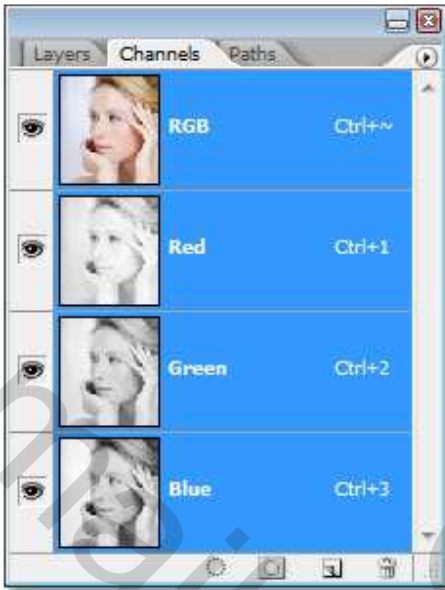 Layers Channels Paths
RGB Ctrl+~
Red Ctrl+1
Green Ctrl+2
Blue Ctrl+3